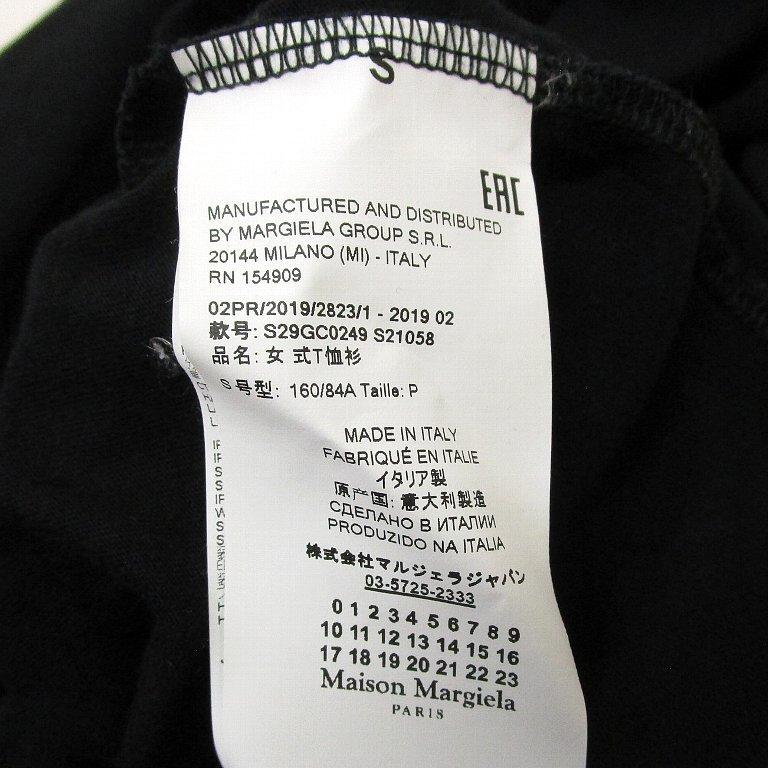 S
EAC
MANUFACTURED AND DISTRIBUTED
BY MARGIELA GROUP S.R.L.
20144 MILANO (MI) - ITALY
RN 154909
02PR/2019/2823/1 - 2019 02
款号: S29GC0249 S21058
品名: 女 式T恤衫
S号型: 160/84A Taille: P
MADE IN ITALY
FABRIQUÉ EN ITALIE
イタリア製
原产国: 意大利製造
СДЕЛАНО В ИТАЛИИ
PRODUZIDO NA ITALIA
株式会社マルジェラジャパン
03-5725-2333
0 1 2 3 4 5 6 7 8 9
10 11 12 13 14 15 16
17 18 19 20 21 22 23
Maison Margiela
PARIS